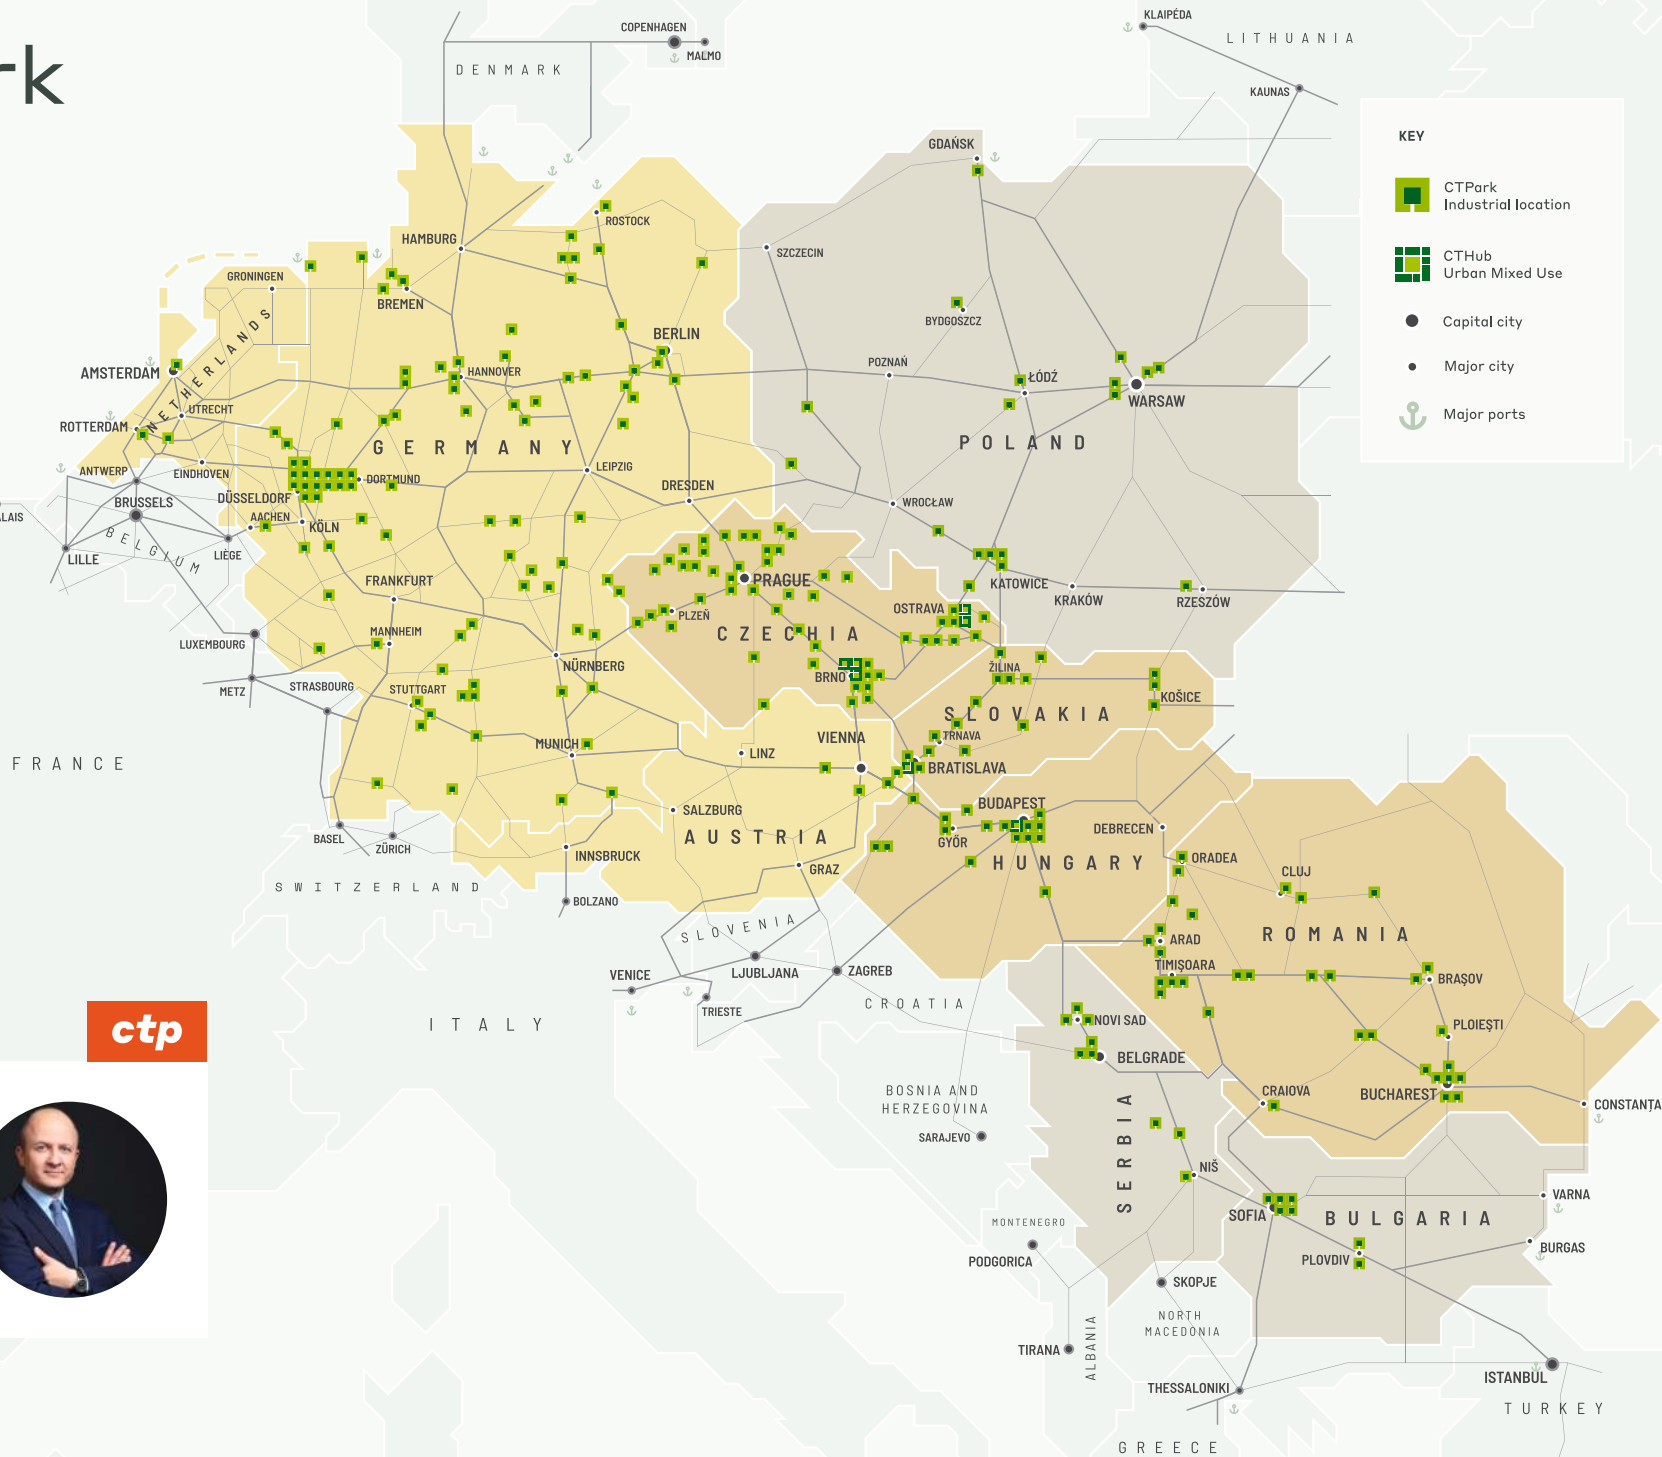 rk
COPENHAGEN
MALMO
DENMARK
KLAIPÉDA
LITHUANIA
KAUNAS
KEY
CTPark
Industrial location
CTHub
Urban Mixed Use
Capital city
Major city
Major ports
GDAŃSK
ROSTOCK
HAMBURG
SZCZECIN
GRONINGEN
BREMEN
BYDGOSZCZ
BERLIN
NETHERLANDS
AMSTERDAM
HANNOVER
POZNAŃ
ŁÓDŹ
WARSAW
UTRECHT
ROTTERDAM
GERMANY
POLAND
ANTWERP
EINDHOVEN
DORTMUND
LEIPZIG
DRESDEN
DÜSSELDORF
BRUSSELS
WROCŁAW
ALAIS
AACHEN
KÖLN
BELGIUM
LIÈGE
LILLE
FRANKFURT
PRAGUE
KATOWICE
KRAKÓW
RZESZÓW
OSTRAVA
PLZEŇ
CZECHIA
LUXEMBOURG
MANNHEIM
NÜRNBERG
ŽILINA
BRNO
METZ
STRASBOURG
STUTTGART
KOŠICE
SLOVAKIA
VIENNA
TRNAVA
MUNICH
LINZ
FRANCE
BRATISLAVA
BUDAPEST
SALZBURG
BASEL
ZÜRICH
AUSTRIA
GYŐR
DEBRECEN
INNSBRUCK
HUNGARY
ORADEA
GRAZ
CLUJ
SWITZERLAND
BOLZANO
SLOVENIA
ROMANIA
ARAD
TIMIȘOARA
VENICE
LJUBLJANA
ZAGREB
BRAȘOV
CROATIA
TRIESTE
ITALY
NOVI SAD
PLOIEȘTI
ctp
BELGRADE
BOSNIA AND
HERZEGOVINA
CRAIOVA
BUCHAREST
CONSTANȚA
SARAJEVO
SERBIA
NIŠ
VARNA
SOFIA
BULGARIA
MONTENEGRO
PODGORICA
PLOVDIV
BURGAS
SKOPJE
NORTH
MACEDONIA
TIRANA
ALBANIA
ISTANBUL
THESSALONIKI
TURKEY
GREECE